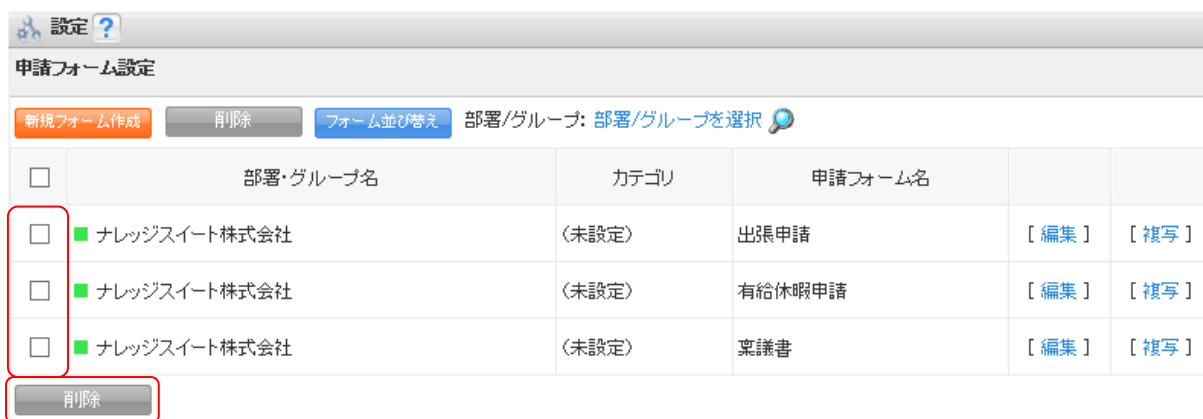 設定 ?
申請フォーム設定
新規フォーム作成 削除 フォーム並び替え 部署/グループ: 部署/グループを選択
部署・グループ名 カテゴリ 申請フォーム名
ナレッジスイート株式会社 (未設定) 出張申請 [ 編集 ] [ 複写 ]
ナレッジスイート株式会社 (未設定) 有給休暇申請 [ 編集 ] [ 複写 ]
ナレッジスイート株式会社 (未設定) 稟議書 [ 編集 ] [ 複写 ]
削除